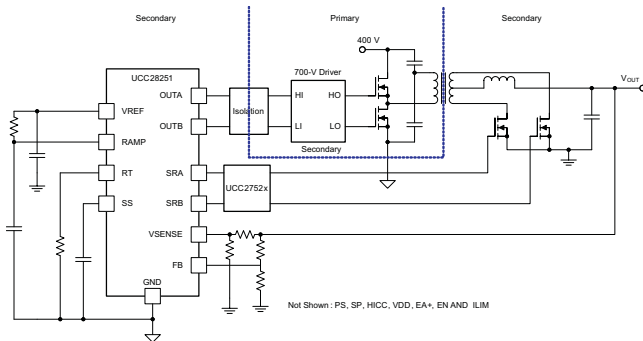 Secondary
Primary
Secondary
400 V
UCC28251
700-V Driver
VOUT
OUTA
Isolation
HI
HO
VREF
OUTB
LI
LO
RAMP
Secondary
RT
SRA
UCC2752x
SS
SRB
VSENSE
FB
GND
Not Shown : PS, SP, HICC, VDD, EA+, EN AND ILIM